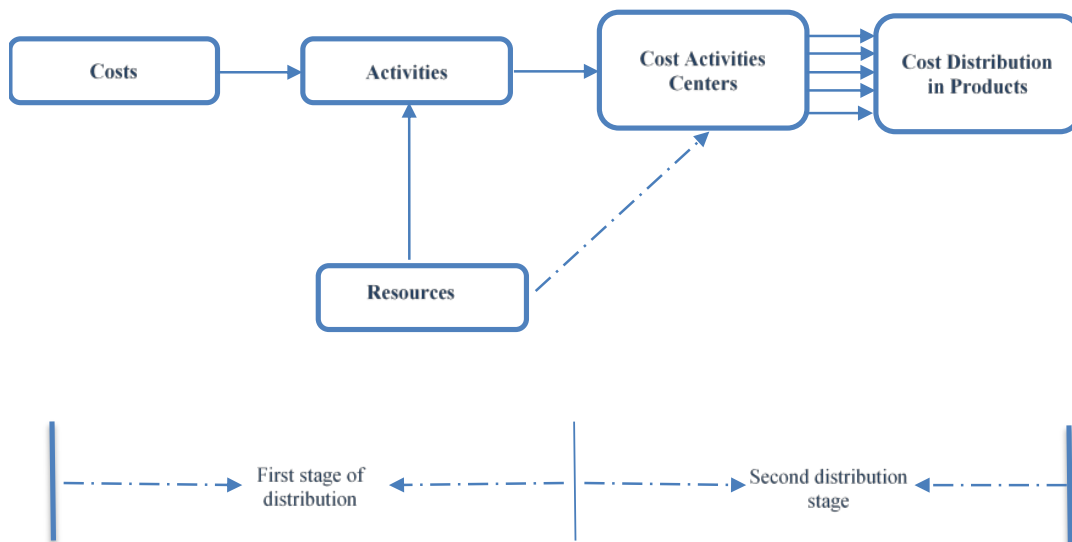 Costs
Activities
Cost Activities
Centers
Cost Distribution
in Products
Resources
First stage of
distribution
Second distribution
stage